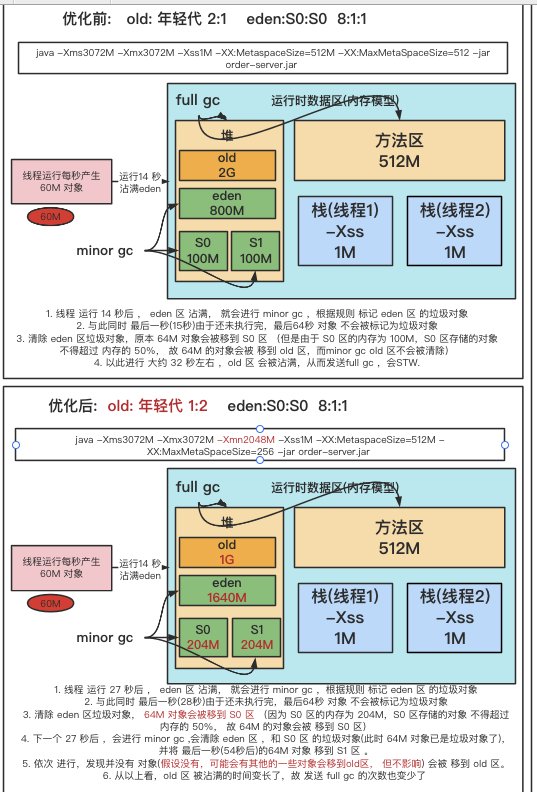 优化前： old: 年轻代 2:1 eden:S0:S0 8:1:1
java –Xms3072M –Xmx3072M –Xss1M –XX:MetaspaceSize=512M –XX:MaxMetaSpaceSize=512 –jar
order-server.jar
full gc
运行时数据区(内存模型)
堆
old
2G
eden
800M
S0
100M
S1
100M
方法区
512M
栈(线程1)
–Xss
1M
栈(线程2)
–Xss
1M
线程运行每秒产生
60M 对象
60M
运行14 秒
沾满eden
minor gc
1. 线程 运行 14 秒后 ， eden 区 沾满， 就会进行 minor gc ，根据规则 标记 eden 区 的垃圾对象
2. 与此同时 最后一秒(15秒)由于还未执行完，最后64秒 对象 不会被标记为垃圾对象
3. 清除 eden区垃圾对象，原本 64M 对象会被移到 S0 区 （但是由于 S0 区的内存为 100M，S0 区存储的对象
不得超过 内存的 50%， 故 64M 的对象会被 移到 old 区，而minor gc old 区不会被清除）
4. 以此进行 大约 32 秒左右 ，old 区 会被沾满，从而发送full gc ，会STW.
优化后： old: 年轻代 1:2 eden:S0:S0 8:1:1
java –Xms3072M –Xmx3072M –Xmn2048M –Xss1M –XX:MetaspaceSize=512M –
XX:MaxMetaSpaceSize=256 –jar order-server.jar
full gc
运行时数据区(内存模型)
堆
old
1G
eden
1640M
S0
204M
S1
204M
方法区
512M
栈(线程1)
–Xss
1M
栈(线程2)
–Xss
1M
线程运行每秒产生
60M 对象
60M
运行14 秒
沾满eden
minor gc
1. 线程 运行 27 秒后 ， eden 区 沾满， 就会进行 minor gc ，根据规则 标记 eden 区 的垃圾对象
2. 与此同时 最后一秒(28秒)由于还未执行完，最后64秒 对象 不会被标记为垃圾对象
3. 清除 eden区垃圾对象， 64M 对象会被移到 S0 区 （因为 S0 区的内存为 204M，S0 区存储的对象 不得超过
内存的 50%， 故 64M 的对象会被 移到 S0 区）
4. 下一个 27 秒后 ，会进行 minor gc ,会清除 eden 区 ，和 S0 区 的垃圾对象(此时 64M 对象已是垃圾对象了),
并将 最后一秒(54秒后)的64M 对象 移到 S1 区 。
5. 依次 进行，发现并没有 对象(假设没有，可能会有其他的一些对象会移到old区， 但不影响) 会被 移到 old 区。
6. 从以上看，old 区 被沾满的时间变长了，故 发送 full gc 的次数也变少了